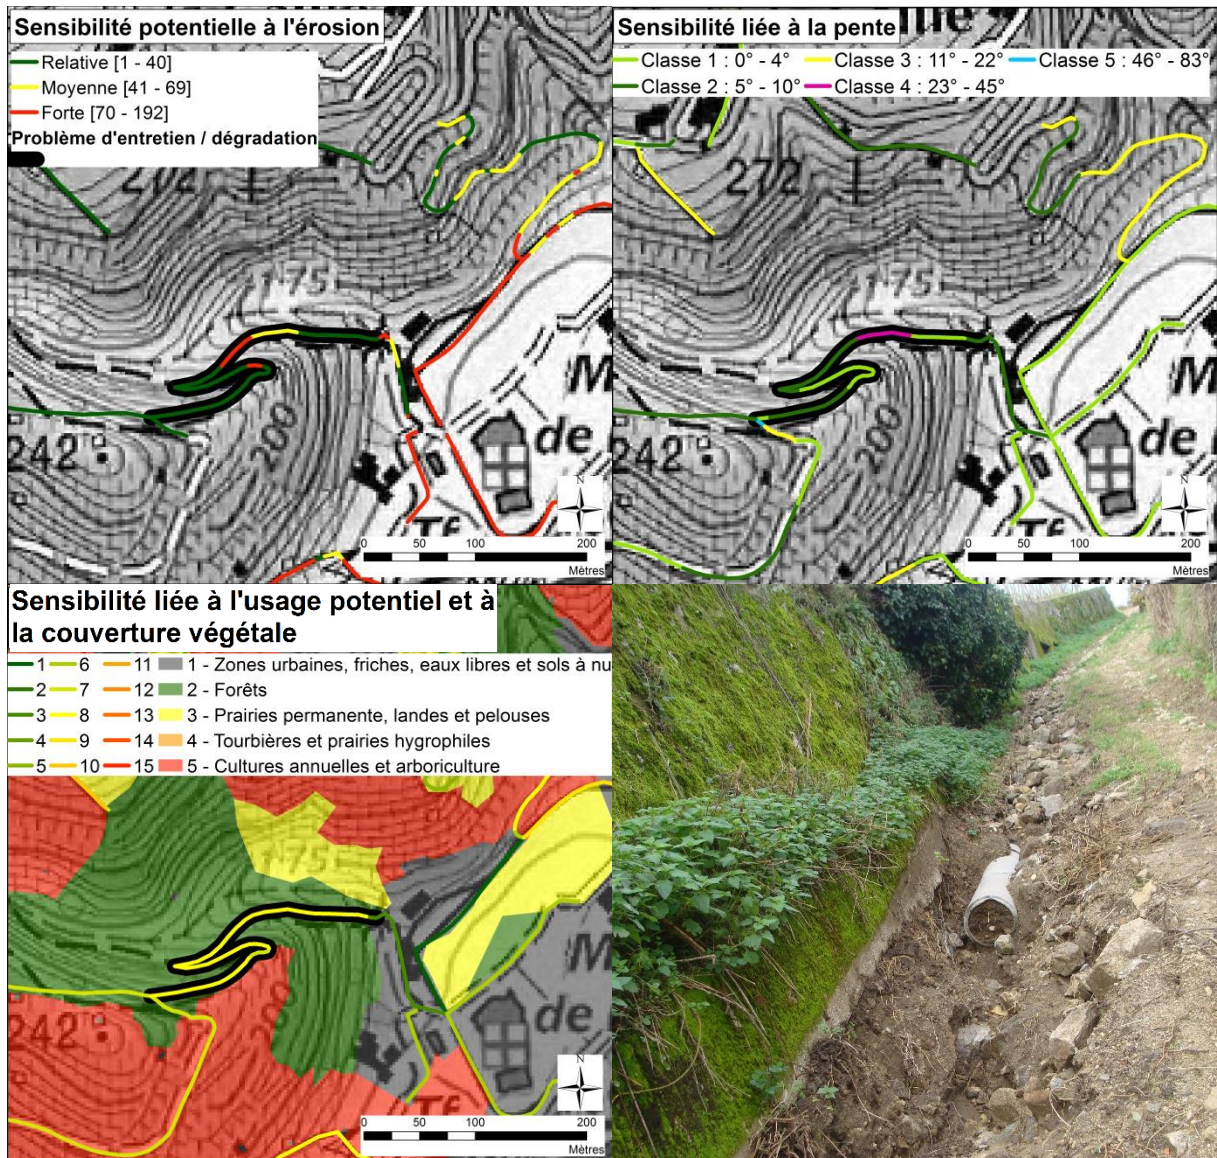 Sensibilité potentielle à l'érosion
Relative [1 - 40]
Moyenne [41 - 69]
Forte [70 - 192]
Problème d'entretien / dégradation
272
175
200
242
M
de
Tf
N
0 50 100 200
Mètres
Sensibilité liée à la pente
Classe 1 : 0° - 4°
Classe 3 : 11° - 22°
Classe 5 : 46° - 83°
Classe 2 : 5° - 10°
Classe 4 : 23° - 45°
272
175
200
242
M
de
Tf
N
0 50 100 200
Mètres
Sensibilité liée à l'usage potentiel et à
la couverture végétale
1 6 11 1 - Zones urbaines, friches, eaux libres et sols à nu
2 7 12 2 - Forêts
3 8 13 3 - Prairies permanente, landes et pelouses
4 9 14 4 - Tourbières et prairies hygrophiles
5 10 15 5 - Cultures annuelles et arboriculture
175
242
M
de
Tf
N
0 50 100 200
Mètres